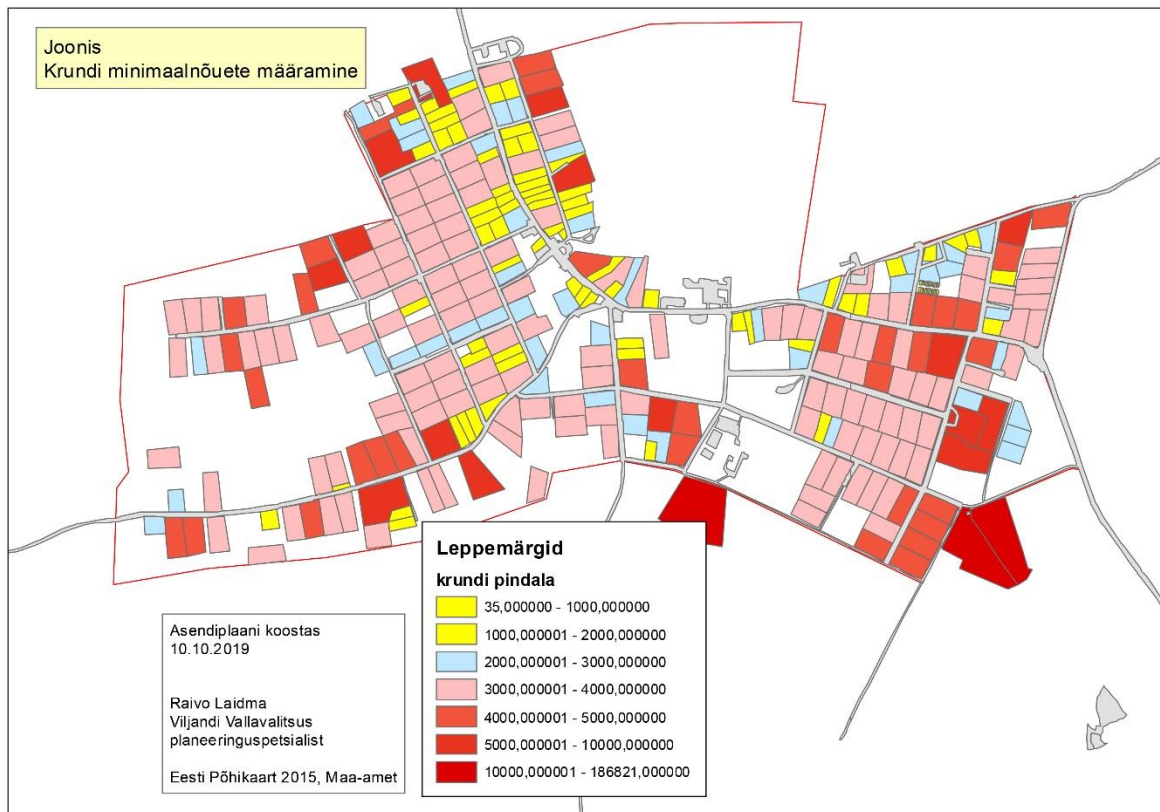 Joonis
Krundi minimaalnõuete määramine
Leppemärgid
krundi pindala
35,000000 - 1000,000000
1000,000001 - 2000,000000
2000,000001 - 3000,000000
3000,000001 - 4000,000000
4000,000001 - 5000,000000
5000,000001 - 10000,000000
10000,000001 - 186821,000000
Asendiplaani koostas
10.10.2019
Raivo Laidma
Viljandi Vallavalitsus
planeeringuspetsialist
Eesti Põhikaart 2015, Maa-amet